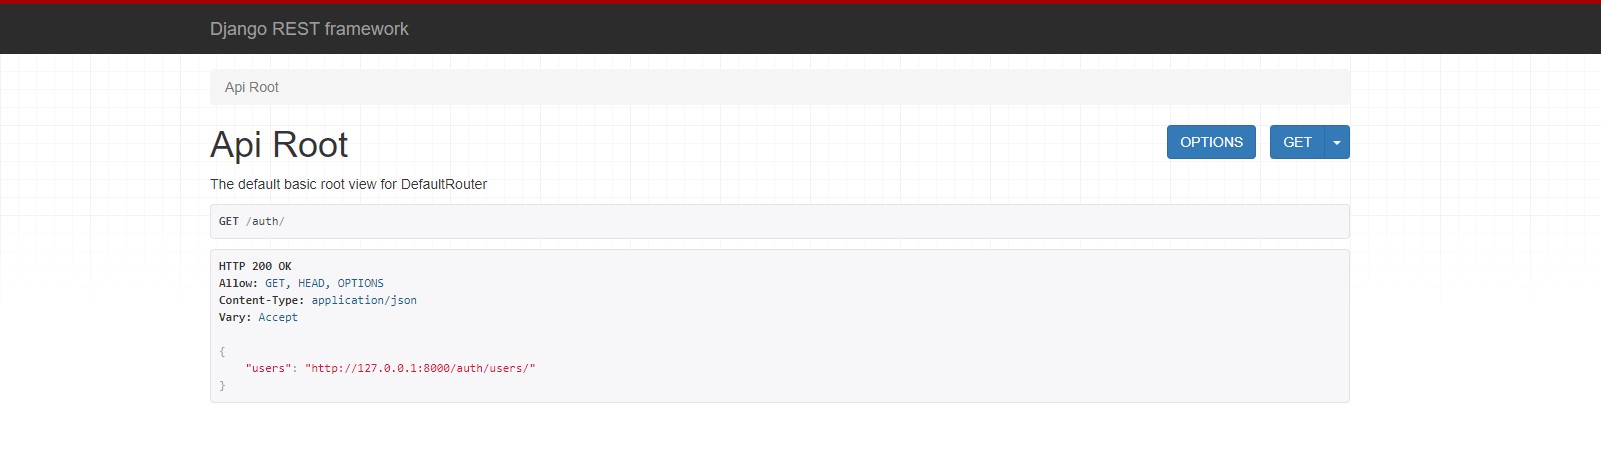 Django REST framework
Api Root
Api Root
OPTIONS
GET
The default basic root view for DefaultRouter
GET /auth/
HTTP 200 OK
Allow: GET, HEAD, OPTIONS
Content-Type: application/json
Vary: Accept
{
    "users": "http://127.0.0.1:8000/auth/users/"
}